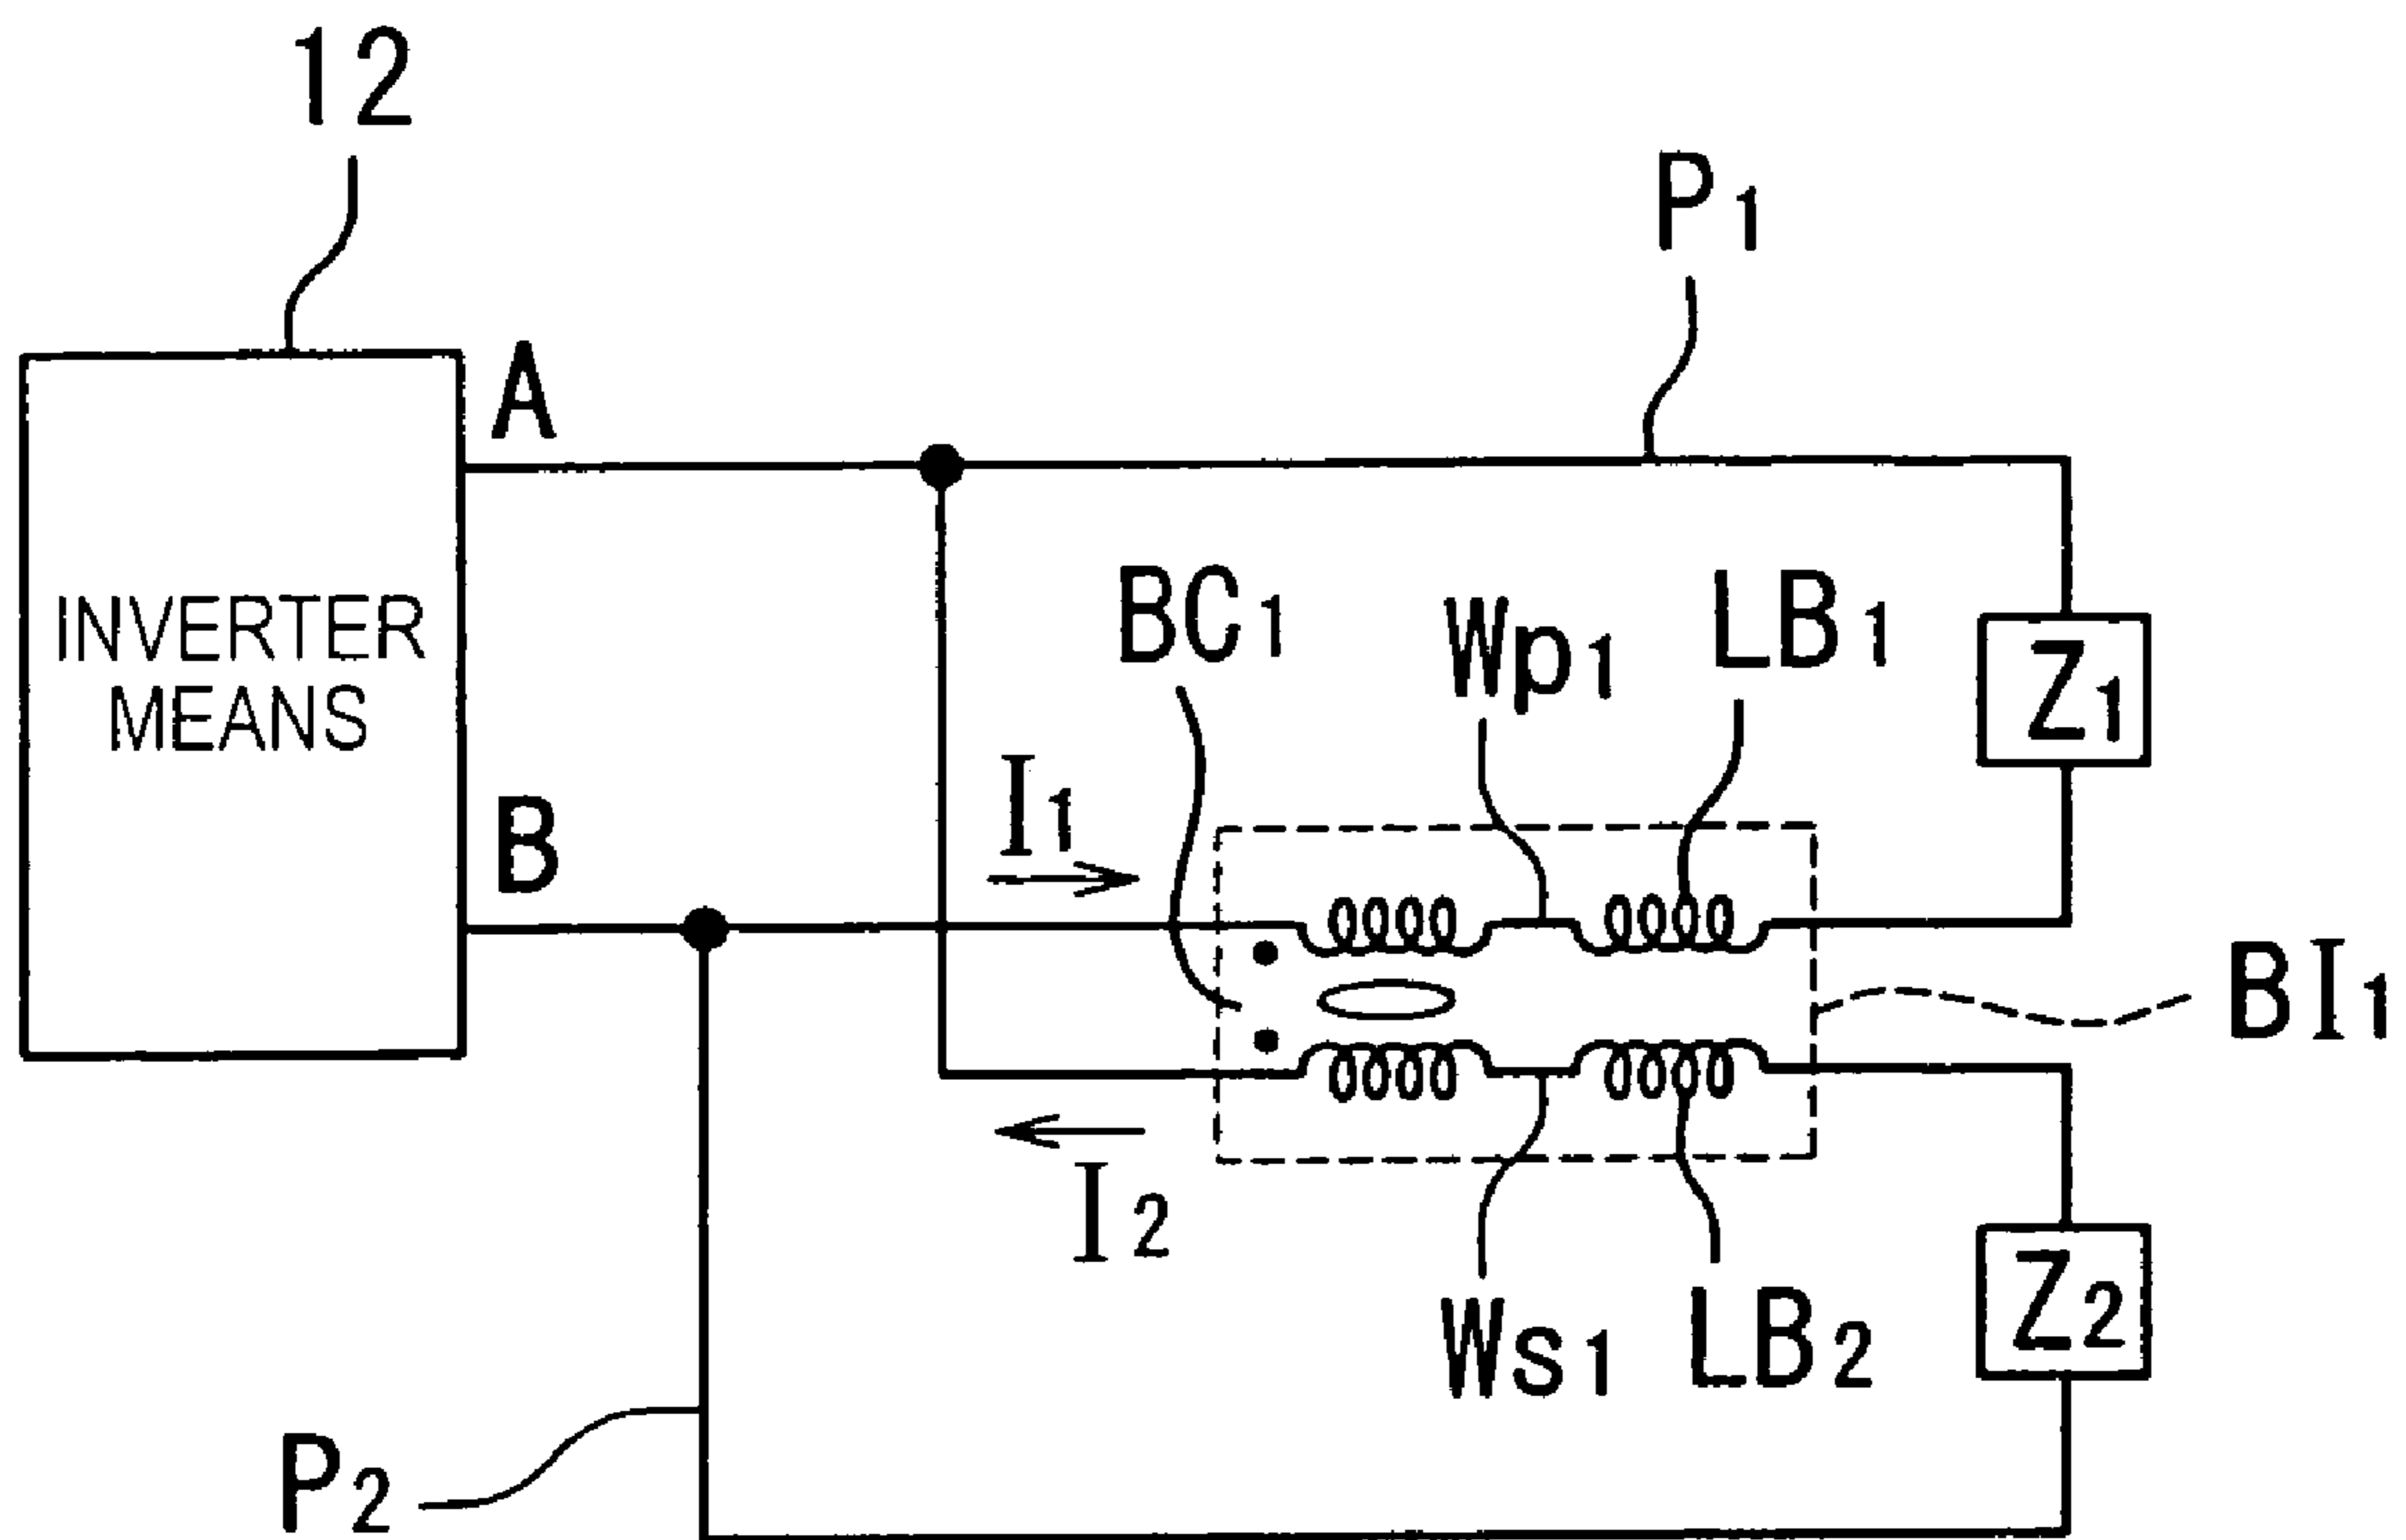 12
P1
A
INVERTER
MEANS
BC1
Wp1
LB1
Z1
I1
B
BI1
I2
Ws1
LB2
Z2
P2